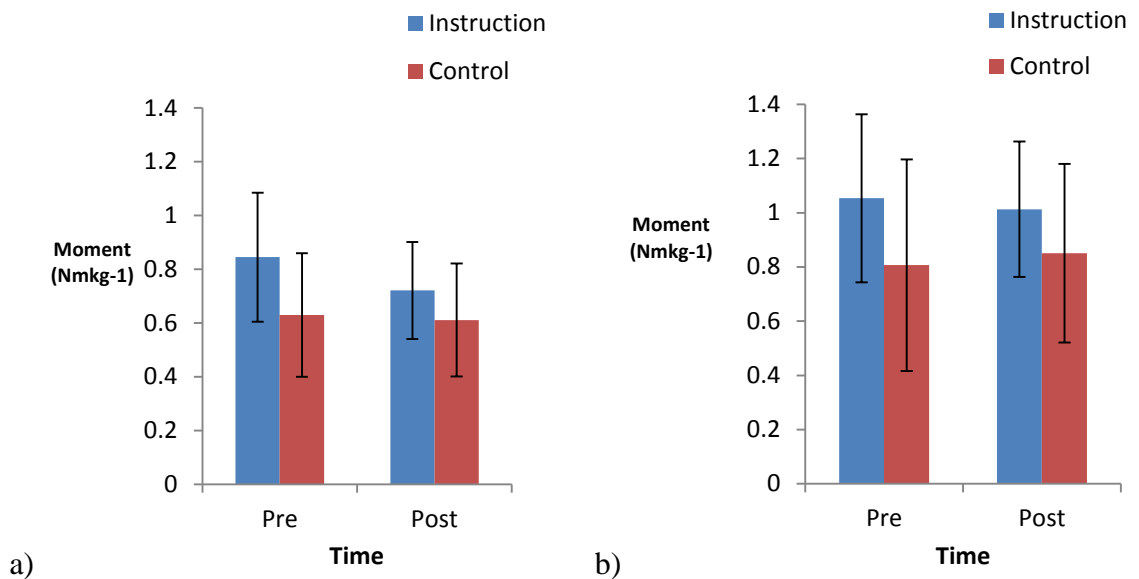 Instruction
Control
1.4
1.2
1
0.8
0.6
0.4
0.2
0
Moment
(Nmkg-1)
Pre
Post
Time
a)
Instruction
Control
1.4
1.2
1
0.8
0.6
0.4
0.2
0
Moment
(Nmkg-1)
Pre
Post
Time
b)